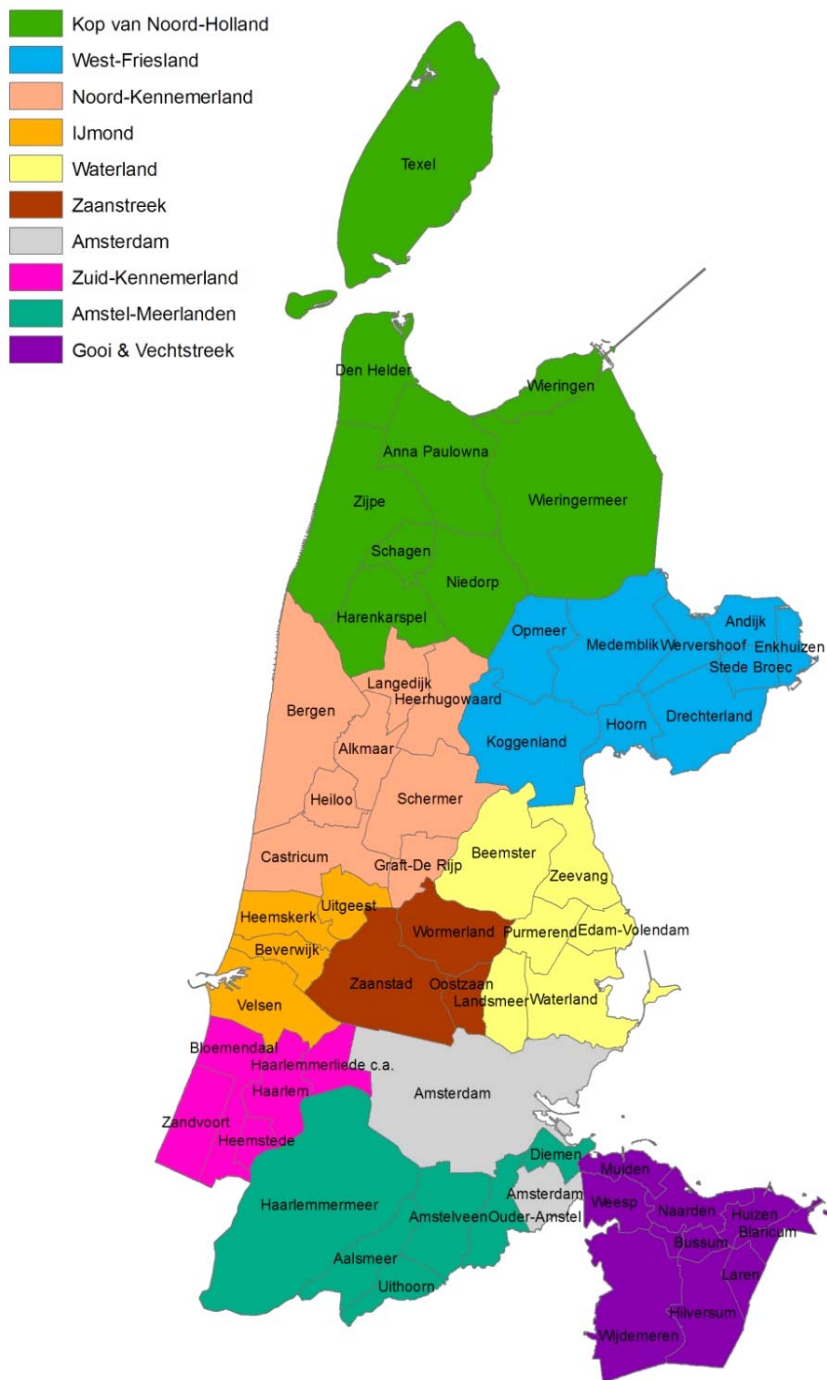 Kop van Noord-Holland
West-Friesland
Noord-Kennemerland
IJmond
Waterland
Zaanstreek
Amsterdam
Zuid-Kennemerland
Amstel-Meerlanden
Gooi & Vechtstreek
Texel
Den Helder
Wieringen
Anna Paulowna
Zijpe
Wieringermeer
Schagen
Niedorp
Harenkarspel
Opmeer
Medemblik
Wervershoof
Andijk
Enkhuizen
Stede Broec
Langedijk
Heerhugowaard
Bergen
Drechterland
Hoorn
Koggenland
Alkmaar
Heiloo
Schermer
Castricum
Graft-De Rijp
Beemster
Zeevang
Uitgeest
Heemskerk
Wormerland
Purmerend
Edam-Volendam
Beverwijk
Zaanstad
Oostzaan
Landsmeer
Waterland
Velsen
Bloemendaal
Haarlemmerliede c.a.
Haarlem
Amsterdam
Zandvoort
Heemstede
Diemen
Muiden
Haarlemmermeer
Amsterdam
Weesp
Naarden
Huizen
Amstelveen
Ouder-Amstel
Blaricum
Bussum
Aalsmeer
Laren
Uithoorn
Hilversum
Wijdemeren